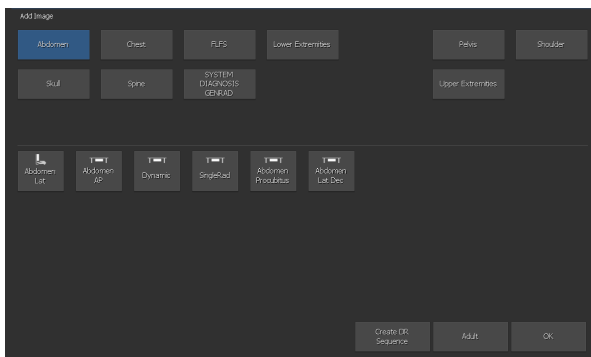 Add Image
Abdomen
Chest
FLFS
Lower Extremities
Pelvis
Shoulder
Skull
Spine
SYSTEM
DIAGNOSIS
GENRAD
Upper Extremities
Abdomen
Lat
Abdomen
AP
Dynamic
SingleRad
Abdomen
Procubitus
Abdomen
Lat Dec
Create DR
Sequence
Adult
OK